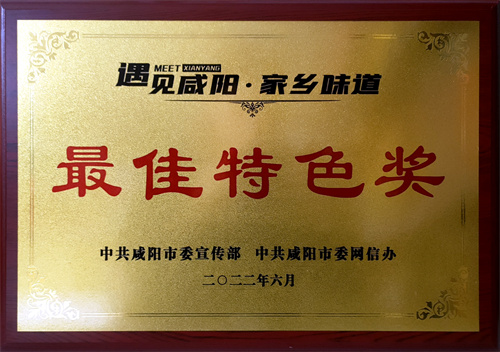 MEET XIANYANG
遇见咸阳·家乡味道
最佳特色奖
中共咸阳市委宣传部 中共咸阳市委网信办
二〇二二年六月